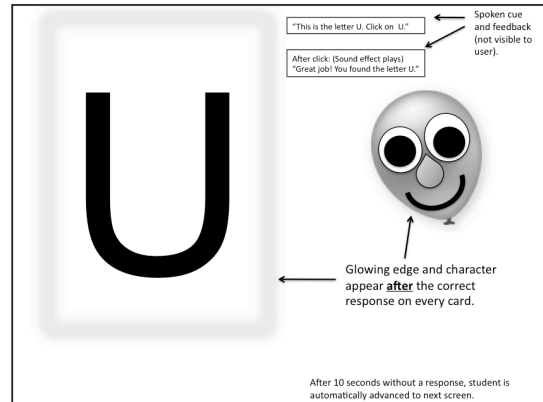 "This is the letter U. Click on  U."
Spoken cue
and feedback
(not visible to
user).
After click: (Sound effect plays)
"Great job! You found the letter U."
U
Glowing edge and character
appear after the correct
response on every card.
After 10 seconds without a response, student is
automatically advanced to next screen.